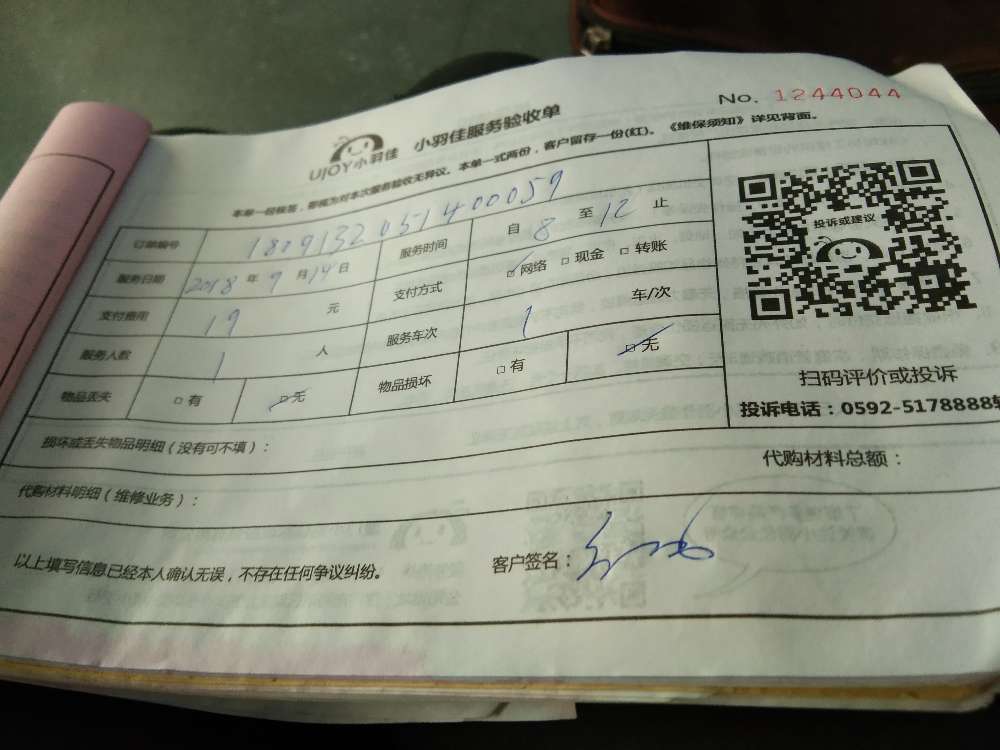 No. 1244044
UJOY小羽佳 小羽佳服务验收单
本单一经核签，客视为对本次服务验收无异议。本单一式两份，客户留存一份(红)。《维保须知》详见背面。
订单编号 1809132051400059
服务日期 2018 年 9 月 14 日 服务时间 自 8 至 12 止
支付费用 19 元 支付方式 □网络 □现金 □转账
服务人数 1 人 服务车次 1 车/次
物品丢失 □有 □无 物品损坏 □有 □无
损坏或丢失物品明细（没有可不填）：
代购材料明细（维修业务）： 代购材料总额：
以上填写信息已经本人确认无误，不存在任何争议纠纷。 客户签名：
投诉或建议
扫码评价或投诉
投诉电话：0592-5178888转